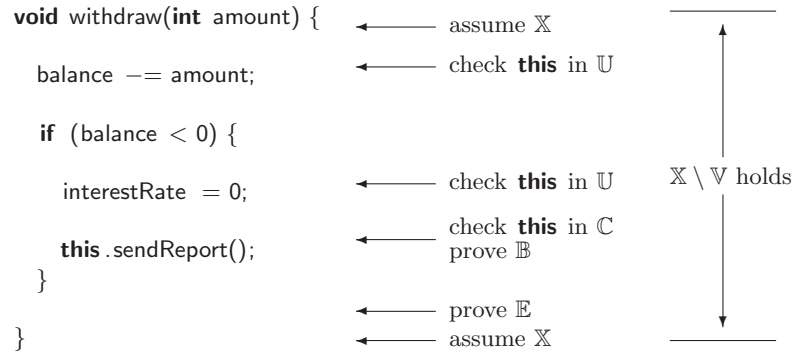 void withdraw(int amount) {
assume 𝕏
balance −= amount;
check this in 𝕌
if (balance < 0) {
𝕏 \ 𝕍 holds
interestRate = 0;
check this in 𝕌
this.sendReport();
check this in ℂ
prove 𝔹
}
prove 𝔼
}
assume 𝕏